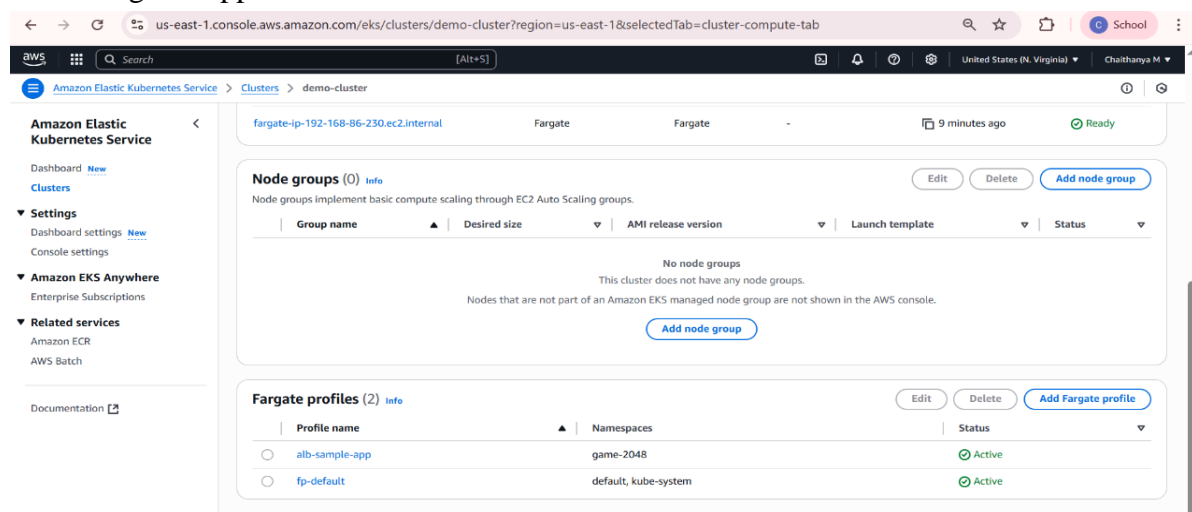 us-east-1.console.aws.amazon.com/eks/clusters/demo-cluster?region=us-east-1&selectedTab=cluster-compute-tab
School
aws
Search
[Alt+S]
United States (N. Virginia)
Chaithanya M
Amazon Elastic Kubernetes Service > Clusters > demo-cluster
Amazon Elastic
Kubernetes Service
Dashboard New
Clusters
Settings
Dashboard settings New
Console settings
Amazon EKS Anywhere
Enterprise Subscriptions
Related services
Amazon ECR
AWS Batch
Documentation
fargate-ip-192-168-86-230.ec2.internal Fargate Fargate - 9 minutes ago Ready
Node groups (0) Info
Edit Delete Add node group
Node groups implement basic compute scaling through EC2 Auto Scaling groups.
Group name Desired size AMI release version Launch template Status
No node groups
This cluster does not have any node groups.
Nodes that are not part of an Amazon EKS managed node group are not shown in the AWS console.
Add node group
Fargate profiles (2) Info
Edit Delete Add Fargate profile
Profile name Namespaces Status
alb-sample-app game-2048 Active
fp-default default, kube-system Active